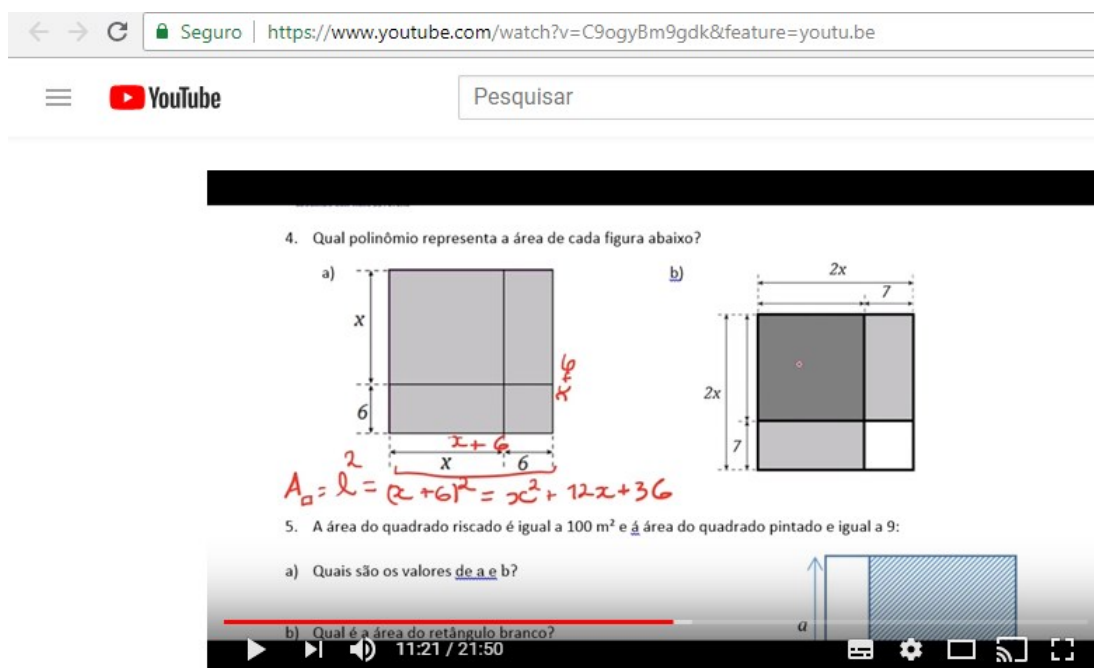 Seguro https://www.youtube.com/watch?v=C9ogyBm9gdk&feature=youtu.be
YouTube Pesquisar
4. Qual polinômio representa a área de cada figura abaixo?
a)
x
6
x + 6
x
6
x + 6
b)
2x
7
2x
7
A□ = l² = (x + 6)² = x² + 12x + 36
5. A área do quadrado riscado é igual a 100 m² e á área do quadrado pintado e igual a 9:
a) Quais são os valores de a e b?
a
b) Qual é a área do retângulo branco?
11:21 / 21:50